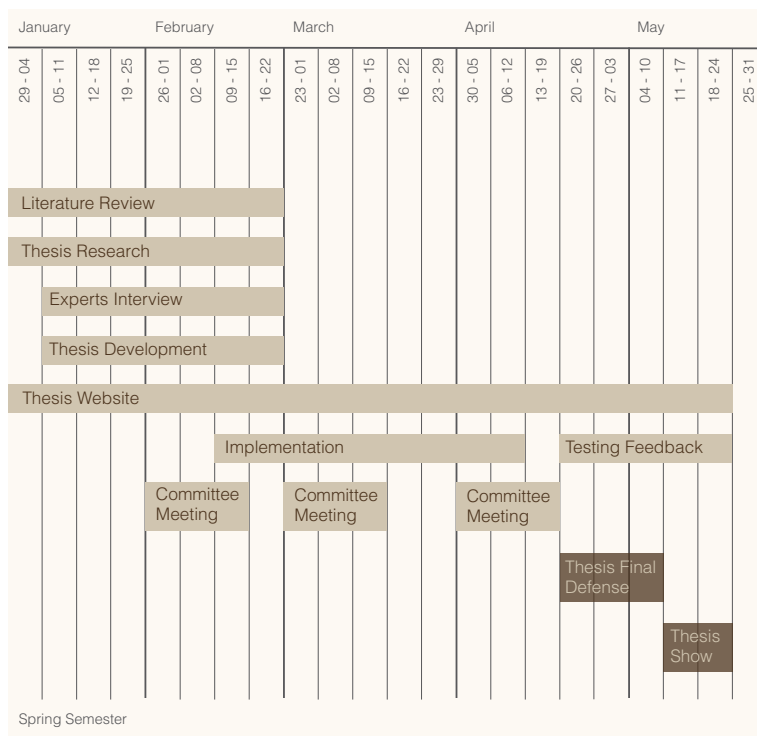 January February March April May
29 - 04 05 - 11 12 - 18 19 - 25 26 - 01 02 - 08 09 - 15 16 - 22 23 - 01 02 - 08 09 - 15 16 - 22 23 - 29 30 - 05 06 - 12 13 - 19 20 - 26 27 - 03 04 - 10 11 - 17 18 - 24 25 - 31
Literature Review
Thesis Research
Experts Interview
Thesis Development
Thesis Website
Implementation
Testing Feedback
Committee
Meeting
Committee
Meeting
Committee
Meeting
Thesis Final
Defense
Thesis
Show
Spring Semester